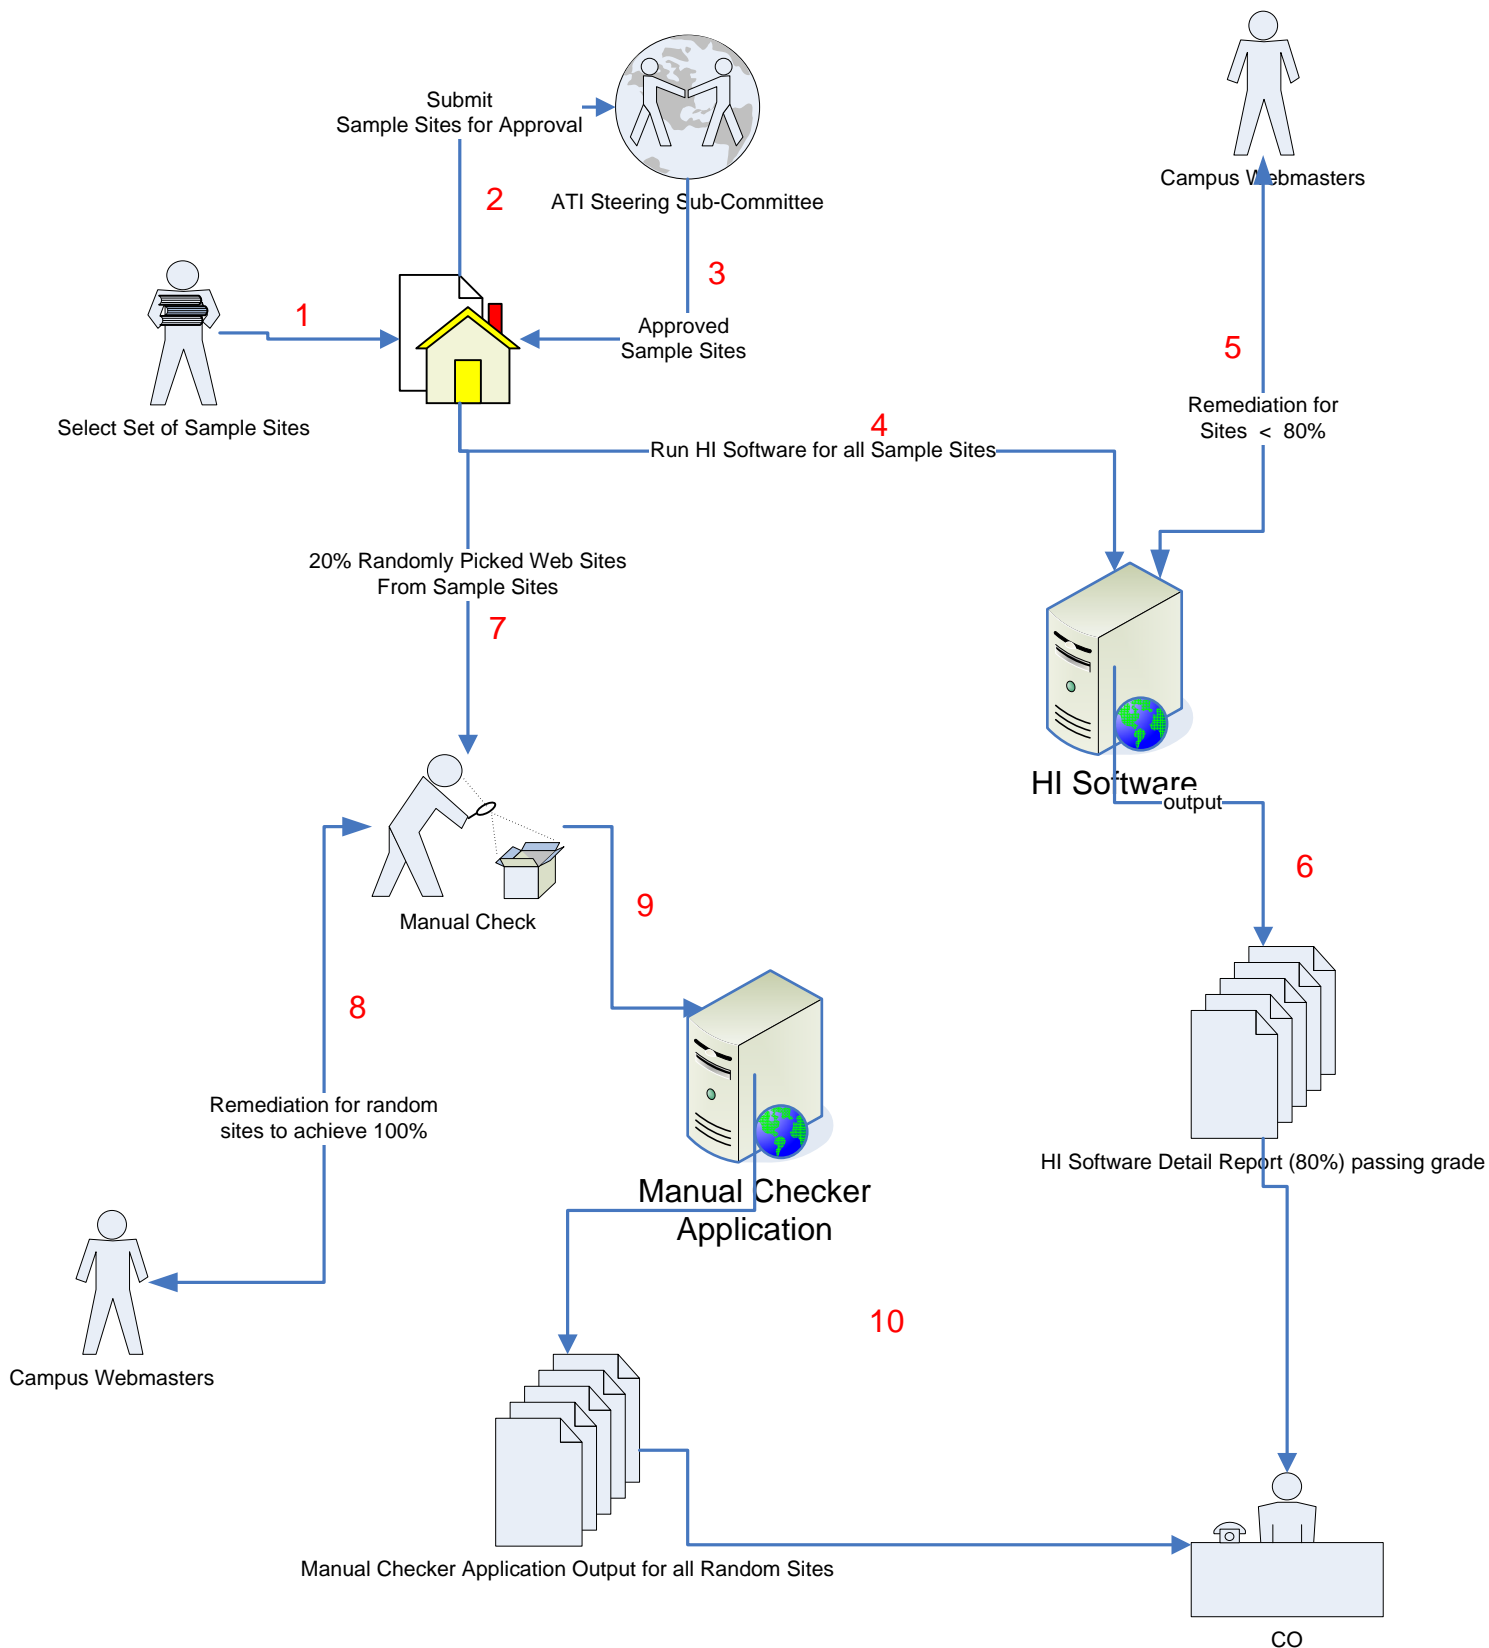 Submit
Sample Sites for Approval
2
ATI Steering Sub-Committee
Campus Webmasters
3
1
Approved
Sample Sites
5
Select Set of Sample Sites
Remediation for
Sites < 80%
4
Run HI Software for all Sample Sites
20% Randomly Picked Web Sites
From Sample Sites
7
HI Software
output
6
Manual Check
9
8
Remediation for random
sites to achieve 100%
HI Software Detail Report (80%) passing grade
Manual Checker
Application
10
Campus Webmasters
Manual Checker Application Output for all Random Sites
CO